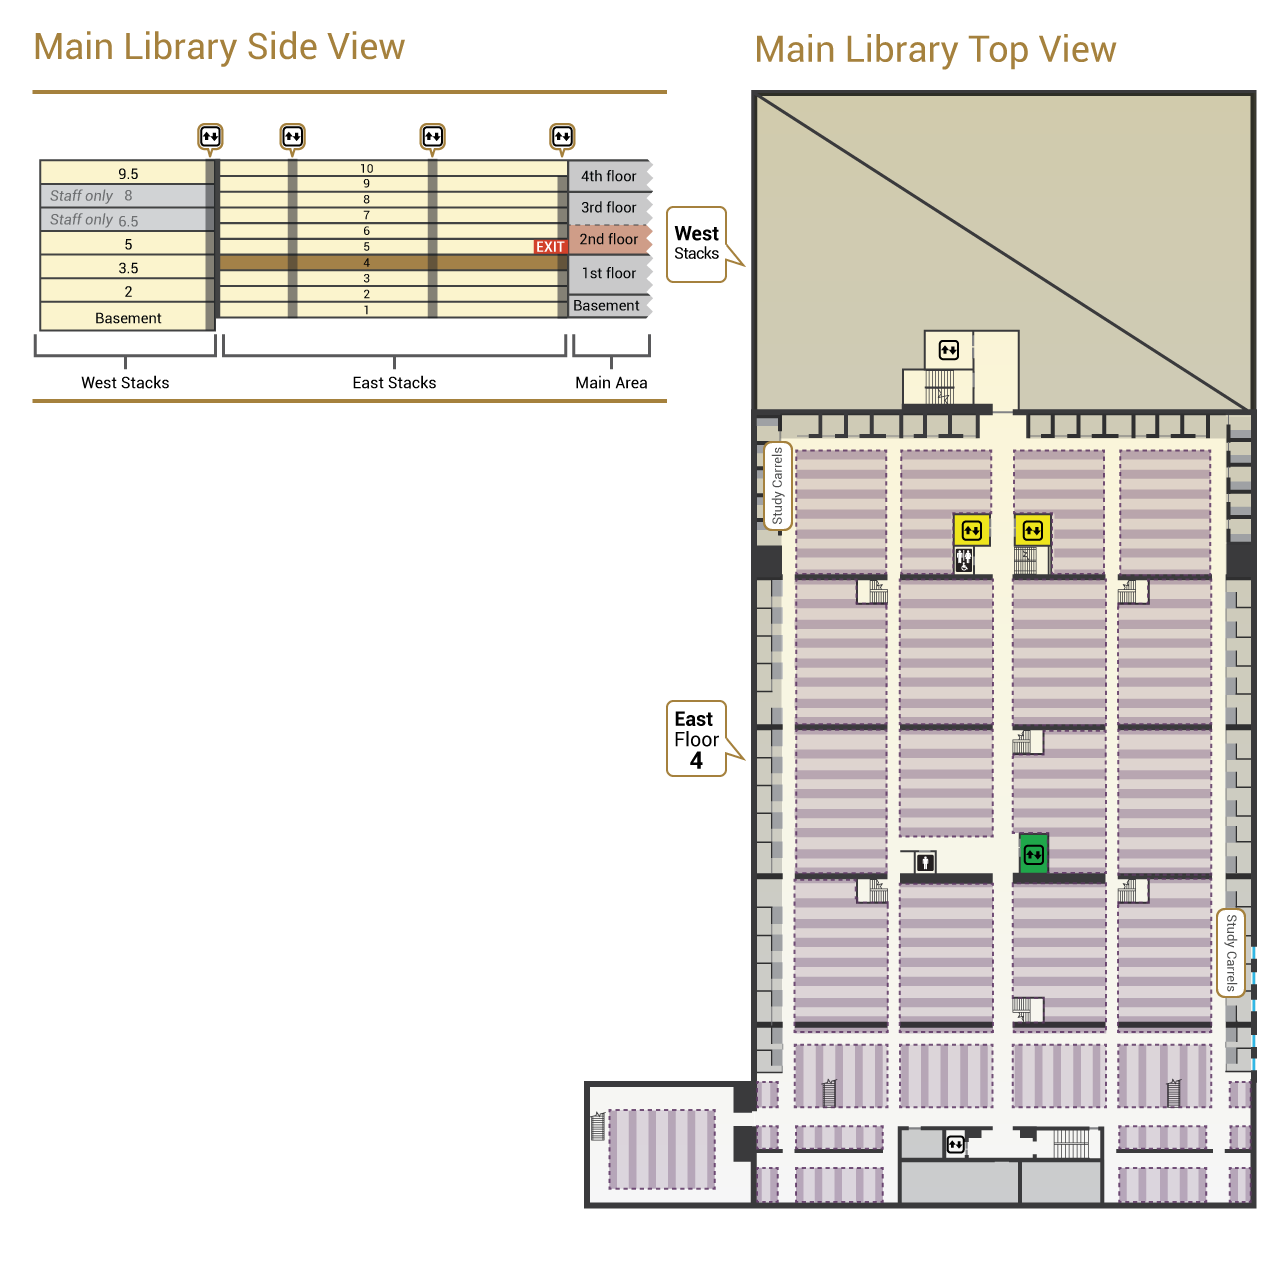 Main Library Side View
Main Library Top View
9.5
Staff only 8
Staff only 6.5
5
3.5
2
Basement
10
9
8
7
6
5
4
3
2
1
EXIT
4th floor
3rd floor
2nd floor
1st floor
Basement
West Stacks
East Stacks
Main Area
West
Stacks
Study Carrels
East
Floor
4
Study Carrels